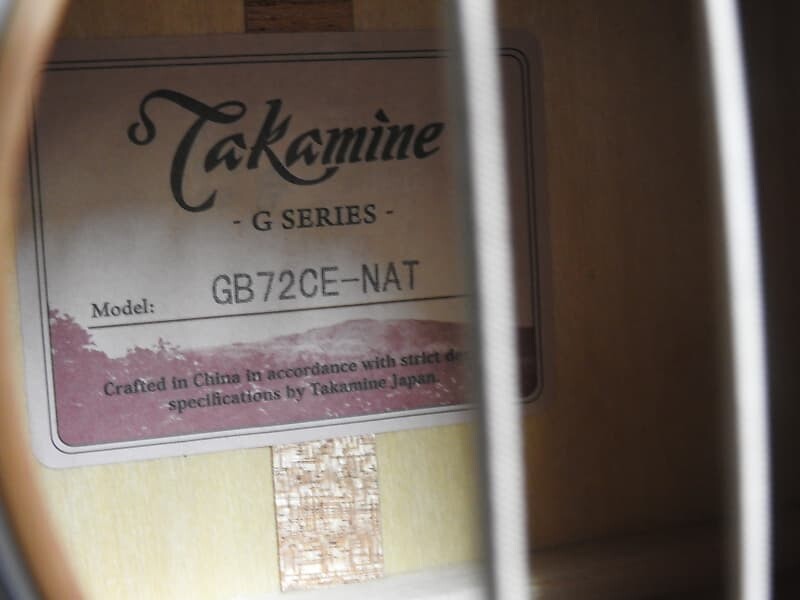 Takamine
- G SERIES -
Model: GB72CE-NAT
Crafted in China in accordance with strict
specifications by Takamine Japan.